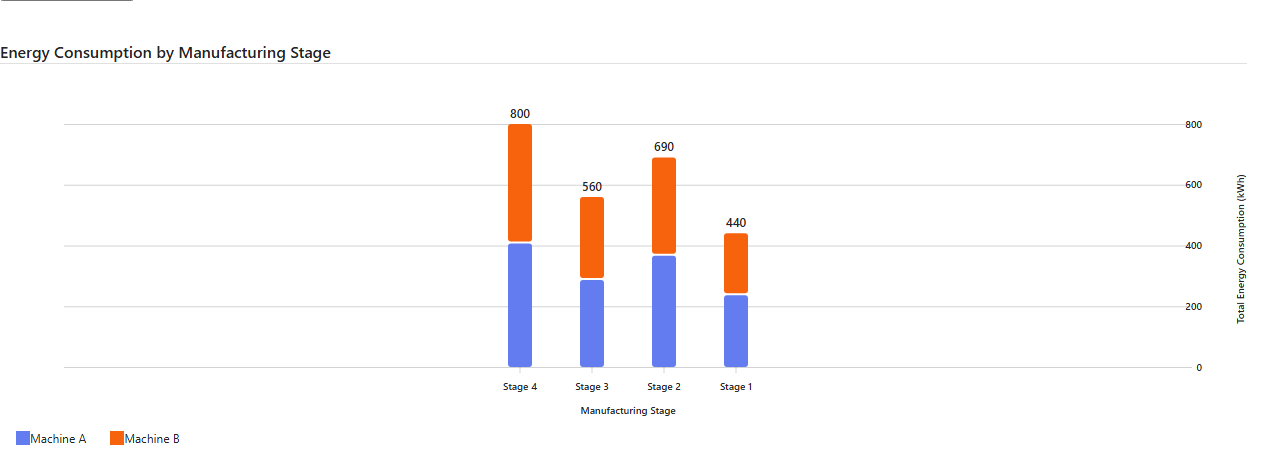 Energy Consumption by Manufacturing Stage
800
560
690
440
800
600
400
200
0
Total Energy Consumption (kWh)
Stage 4
Stage 3
Stage 2
Stage 1
Manufacturing Stage
Machine A
Machine B